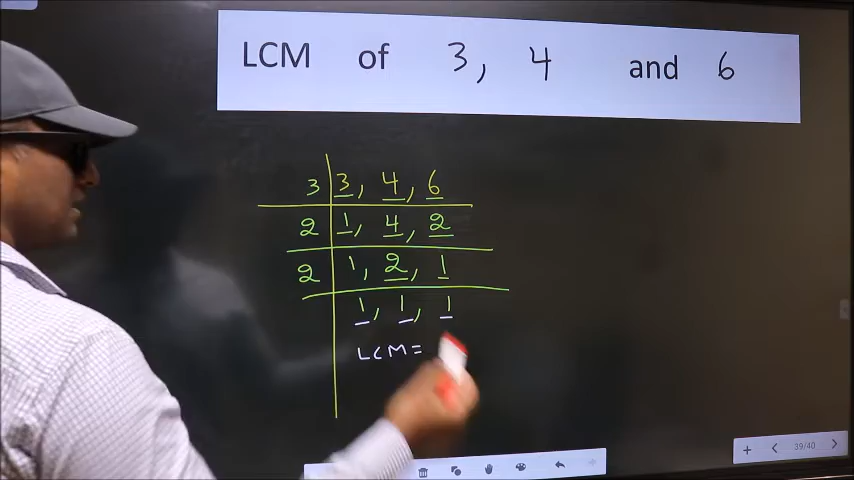 LCM of 3, 4 and 6
3 3, 4, 6
2 1, 4, 2
2 1, 2, 1
1, 1, 1
LCM=
39/40